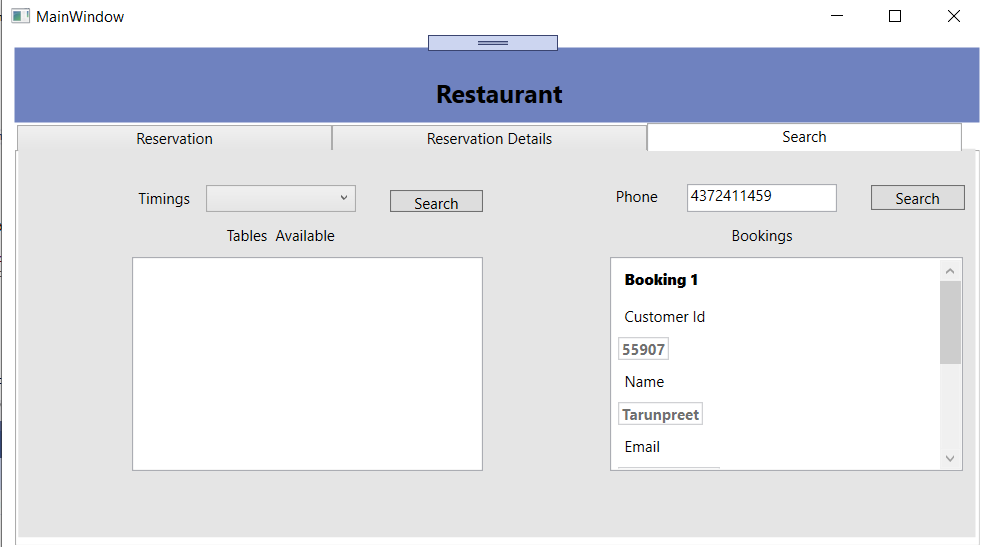 MainWindow
Restaurant
Reservation
Reservation Details
Search
Timings
Search
Phone
4372411459
Search
Tables Available
Bookings
Booking 1
Customer Id
55907
Name
Tarunpreet
Email